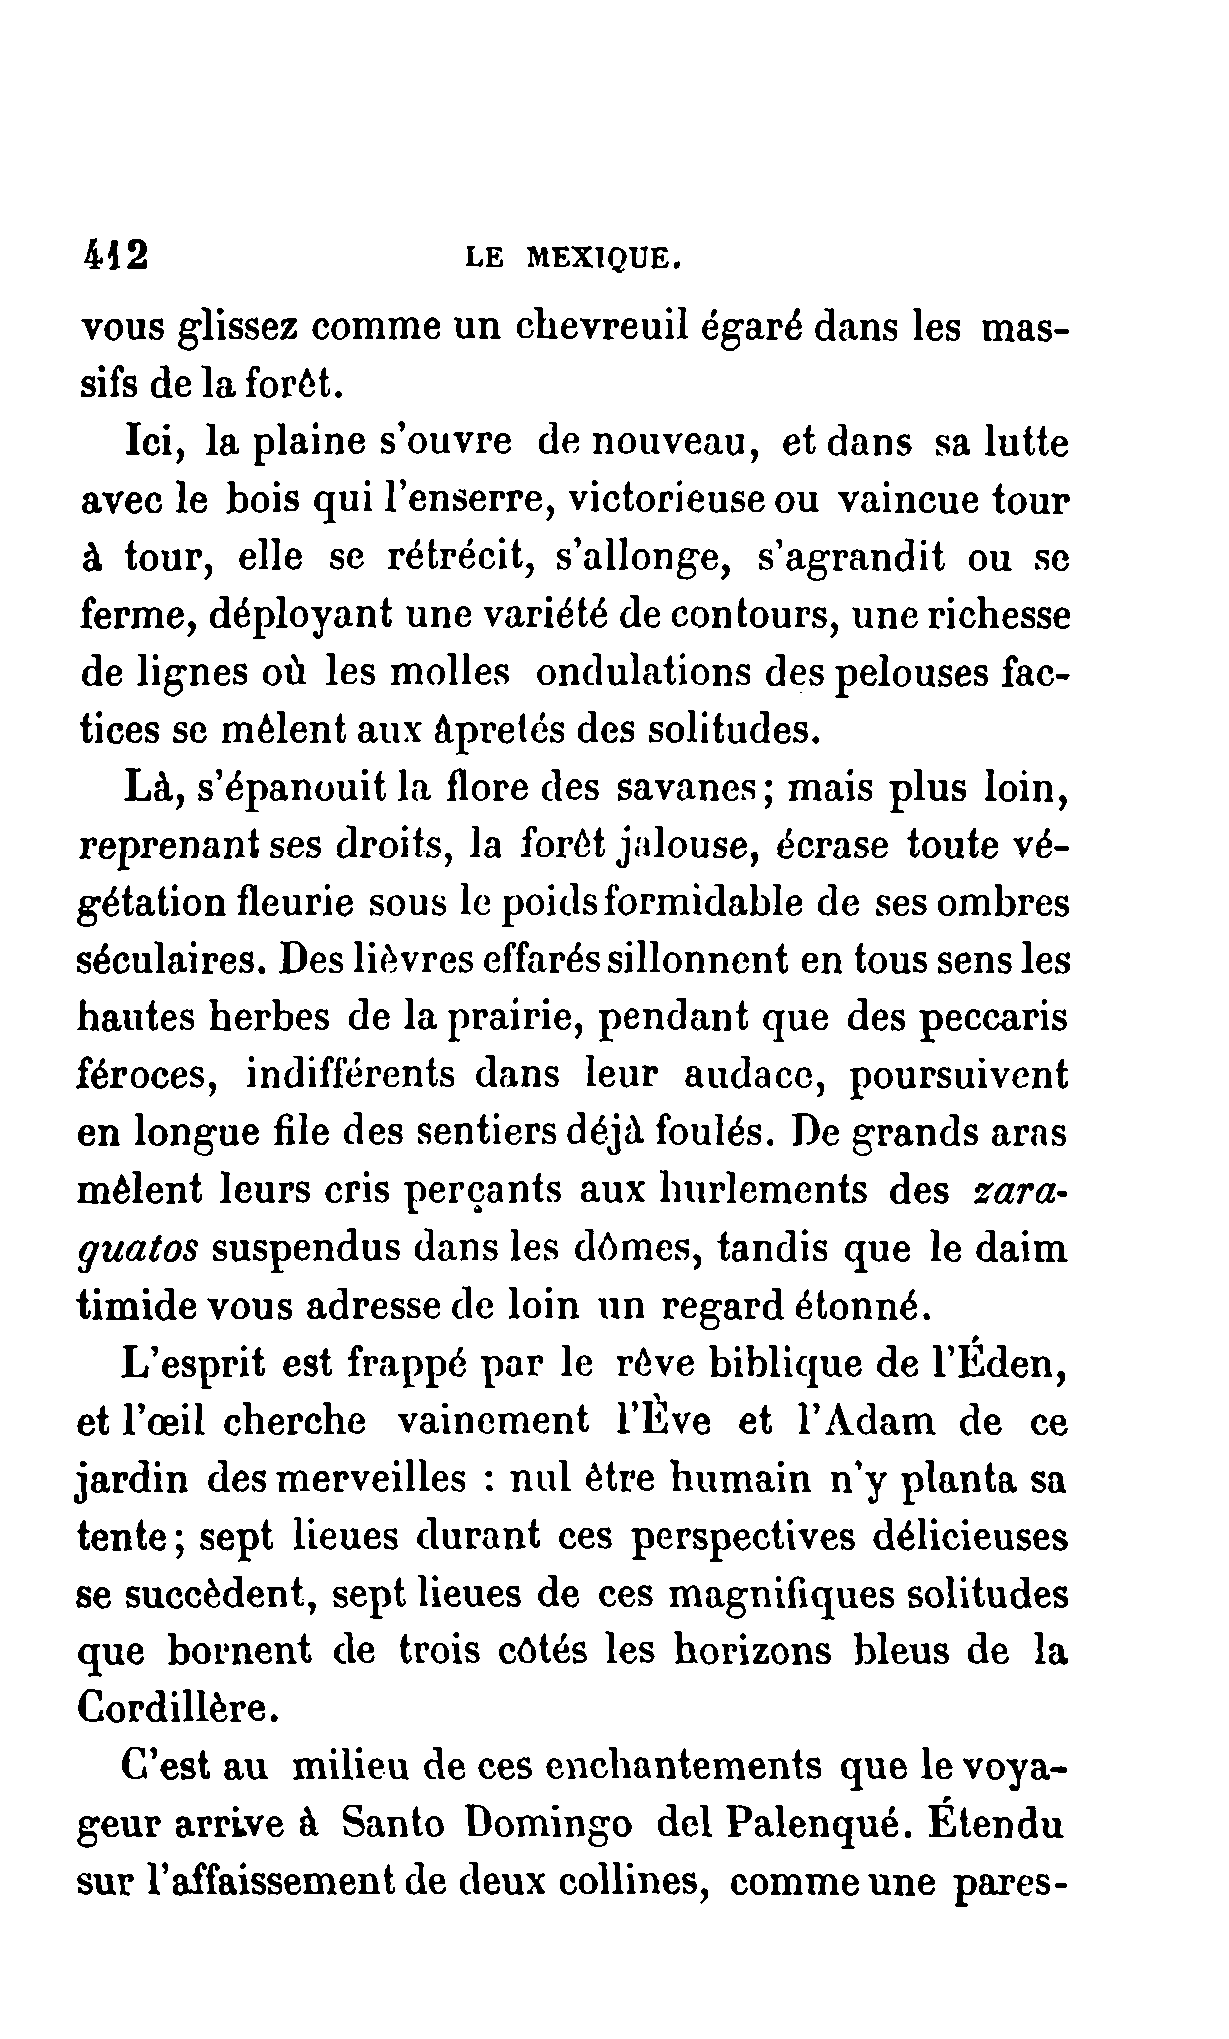 412 LE MEXIQUE.
vous glissez comme un chevreuil égaré dans les mas-
sifs de la forêt.
Ici, la plaine s'ouvre de nouveau, et dans sa lutte
avec le bois qui l'enserre, victorieuse ou vaincue tour
à tour, elle se rétrécit, s'allonge, s'agrandit ou se
ferme, déployant une variété de contours, une richesse
de lignes où les molles ondulations des pelouses fac-
tices se mêlent aux âpretés des solitudes.
Là, s'épanouit la flore des savanes; mais plus loin,
reprenant ses droits, la forêt jalouse, écrase toute vé-
gétation fleurie sous le poids formidable de ses ombres
séculaires. Des lièvres effarés sillonnent en tous sens les
hautes herbes de la prairie, pendant que des peccaris
féroces, indifférents dans leur audace, poursuivent
en longue file des sentiers déjà foulés. De grands aras
mêlent leurs cris perçants aux hurlements des zara-
guatos suspendus dans les dômes, tandis que le daim
timide vous adresse de loin un regard étonné.
L'esprit est frappé par le rêve biblique de l'Éden,
et l'œil cherche vainement l'Ève et l'Adam de ce
jardin des merveilles : nul être humain n'y planta sa
tente; sept lieues durant ces perspectives délicieuses
se succèdent, sept lieues de ces magnifiques solitudes
que bornent de trois côtés les horizons bleus de la
Cordillère.
C'est au milieu de ces enchantements que le voya-
geur arrive à Santo Domingo del Palenqué. Étendu
sur l'affaissement de deux collines, comme une pares-